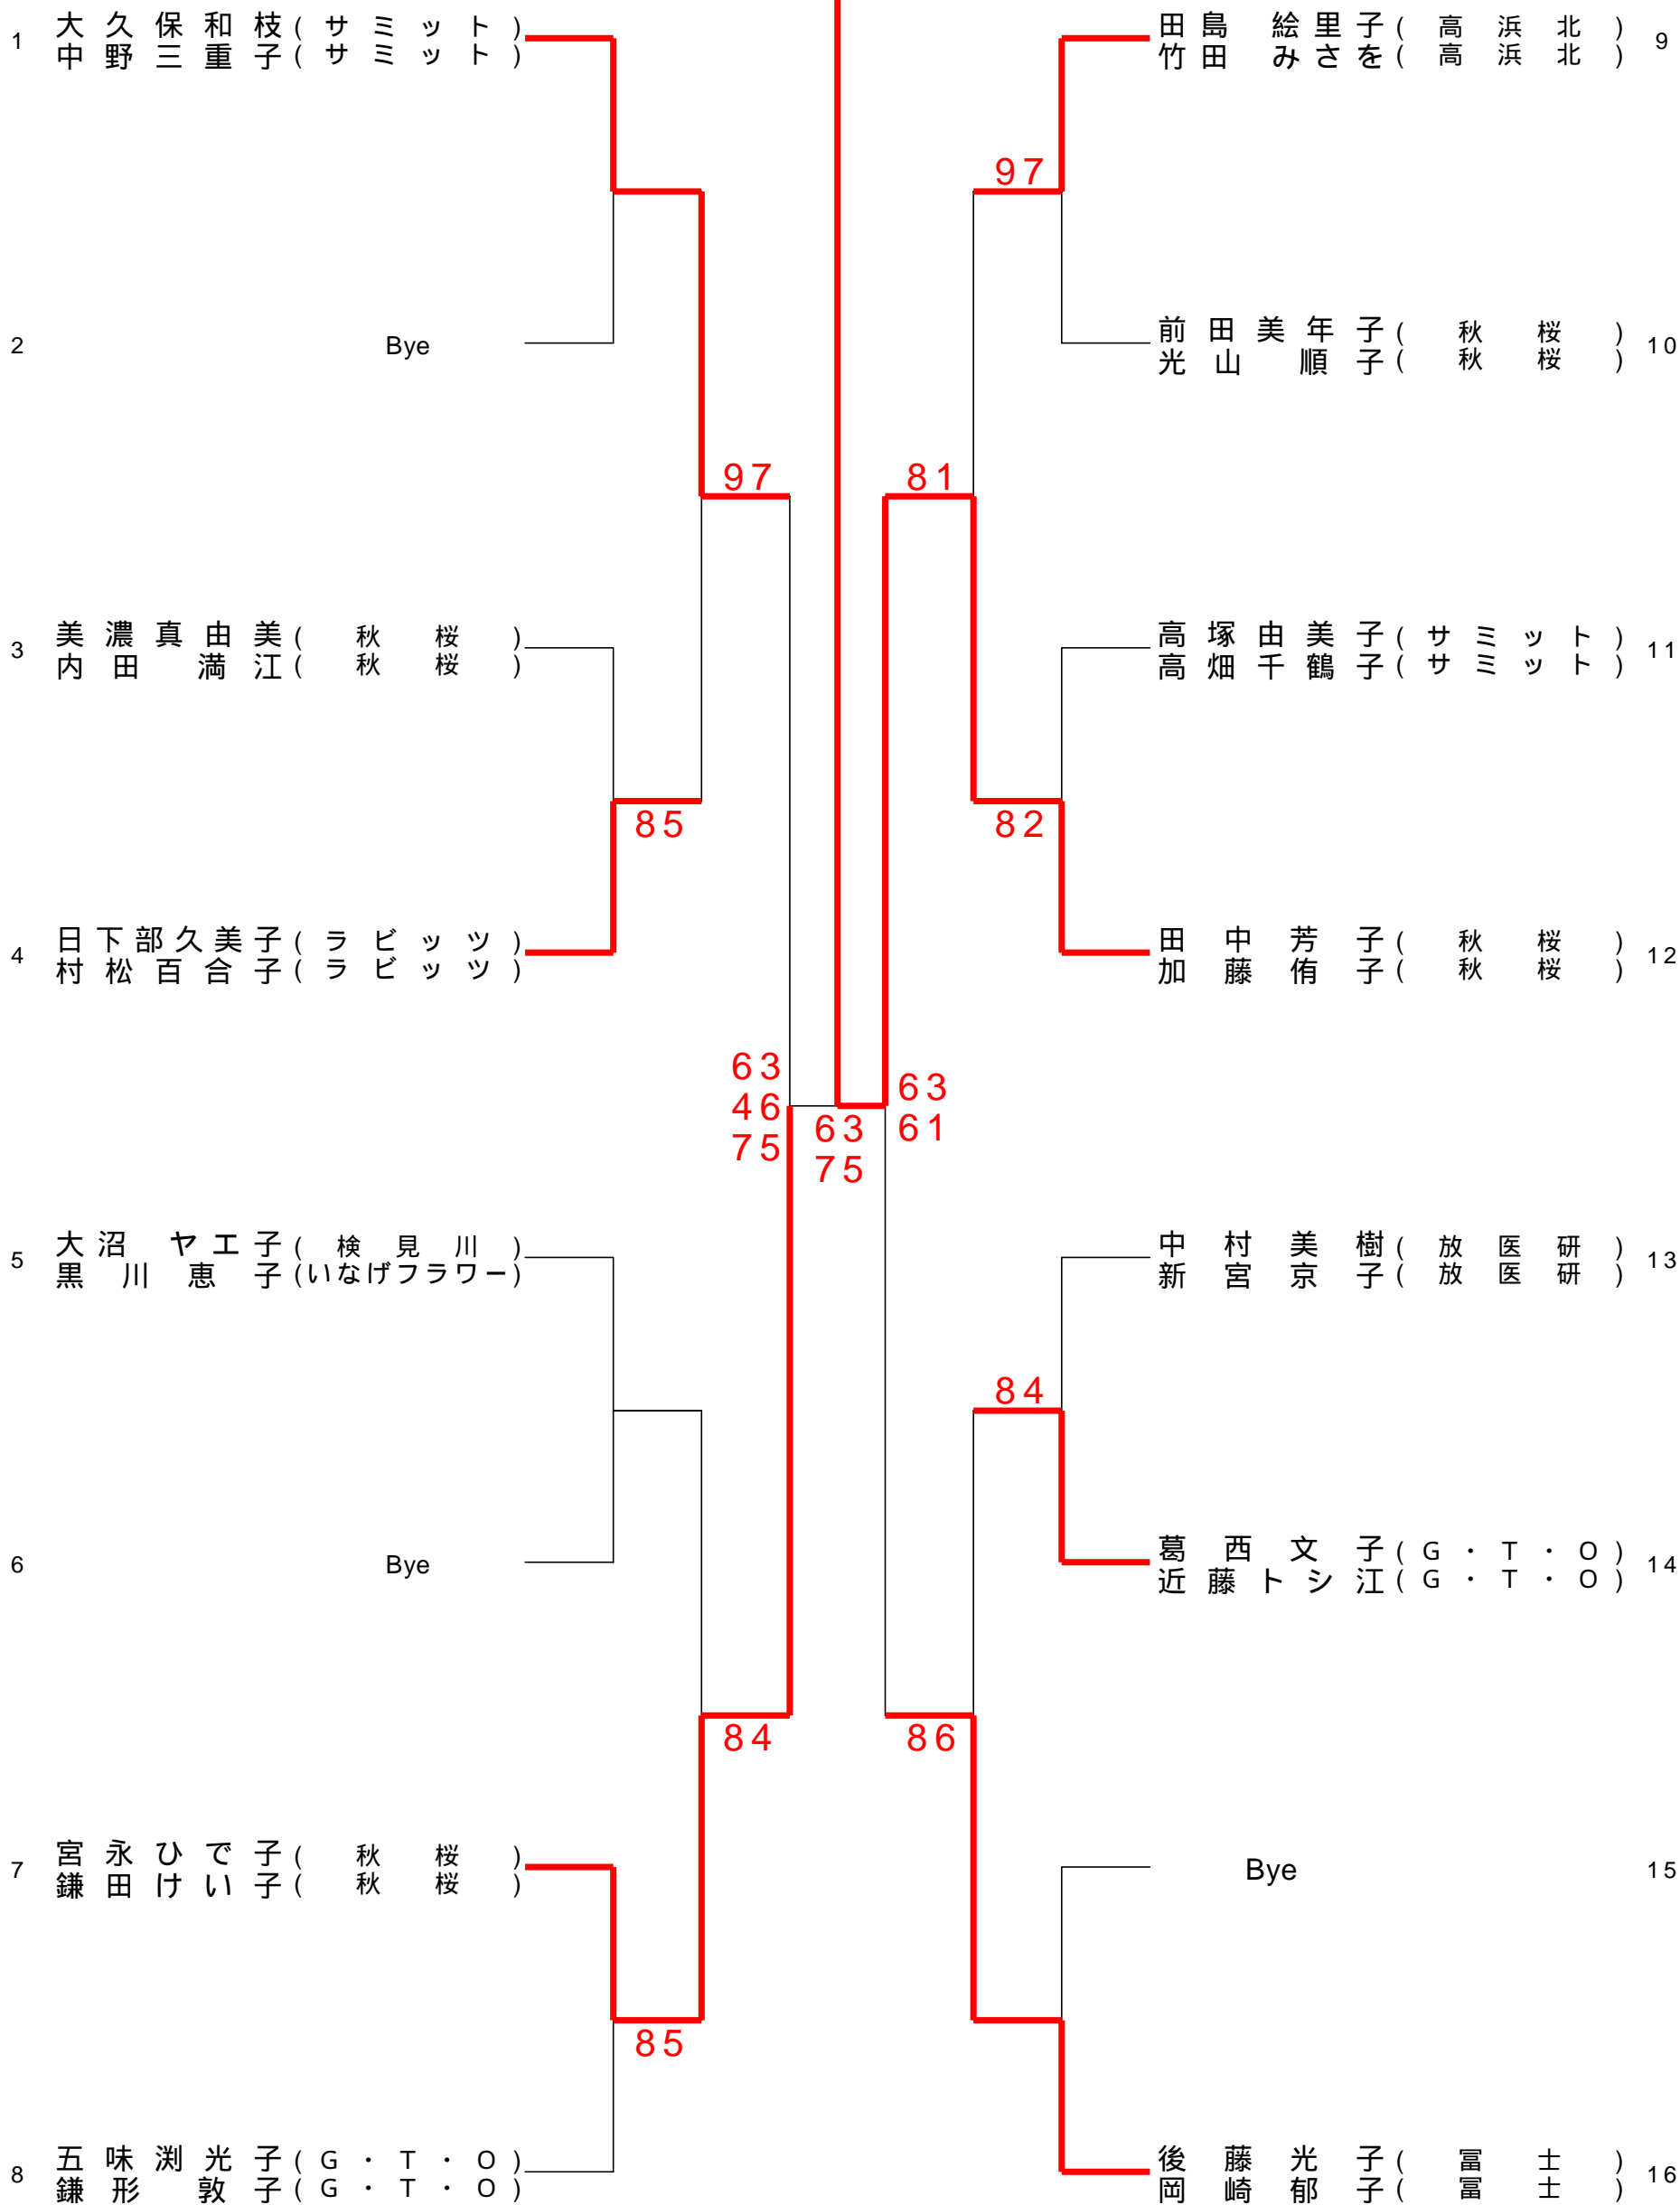 1 大久保和枝(サミット)
中野三重子(サミット)
2 Bye
3 美濃真由美(秋桜)
内田満江(秋桜)
4 日下部久美子(ラビッツ)
村松百合子(ラビッツ)
5 大沼ヤエ子(検見川)
黒川恵子(いなげフラワー)
6 Bye
7 宮永ひで子(秋桜)
鎌田けい子(秋桜)
8 五味渕光子(G・T・O)
鎌形敦子(G・T・O)
85
85
97
84
63
46
75
63
75
63
61
81
86
97
82
84
田島絵里子(高浜北) 9
竹田みさを(高浜北)
前田美年子(秋桜) 10
光山順子(秋桜)
高塚由美子(サミット) 11
高畑千鶴子(サミット)
田中芳子(秋桜) 12
加藤侑子(秋桜)
中村美樹(放医研) 13
新宮京子(放医研)
葛西文子(G・T・O) 14
近藤トシ江(G・T・O)
Bye 15
後藤光子(冨士) 16
岡崎郁子(冨士)